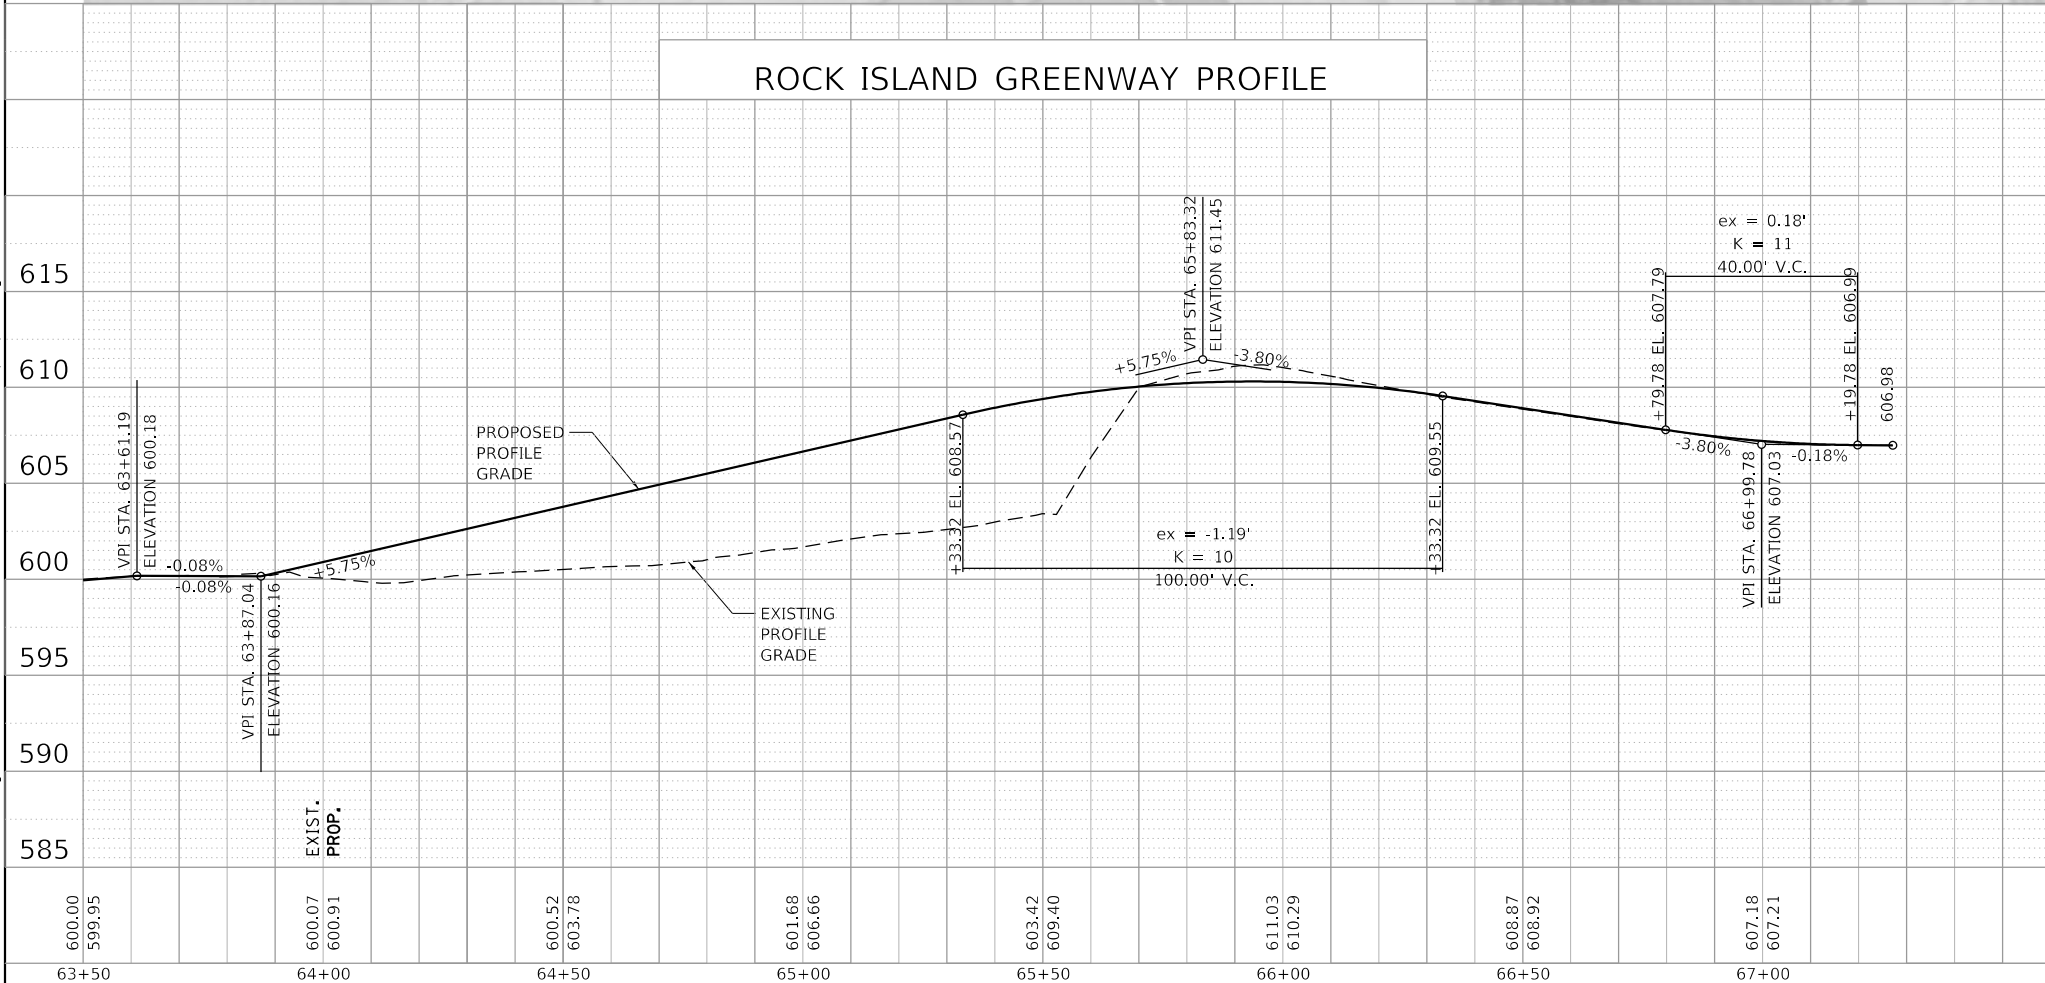 ROCK ISLAND GREENWAY PROFILE
615
610
605
600
595
590
585
VPI STA. 63+61.19
ELEVATION 600.18
-0.08%
-0.08%
VPI STA. 63+87.04
ELEVATION 600.16
+5.75%
PROPOSED
PROFILE
GRADE
EXISTING
PROFILE
GRADE
+33.32 EL. 608.57
+5.75%
VPI STA. 65+83.32
ELEVATION 611.45
-3.80%
ex = -1.19'
K = 10
100.00' V.C.
+33.32 EL. 609.55
ex = 0.18'
K = 11
40.00' V.C.
+79.78 EL. 607.79
+19.78 EL. 606.99
606.98
-3.80%
-0.18%
VPI STA. 66+99.78
ELEVATION 607.03
EXIST.
PROP.
600.00
599.95
600.07
600.91
600.52
603.78
601.68
606.66
603.42
609.40
611.03
610.29
608.87
608.92
607.18
607.21
63+50
64+00
64+50
65+00
65+50
66+00
66+50
67+00